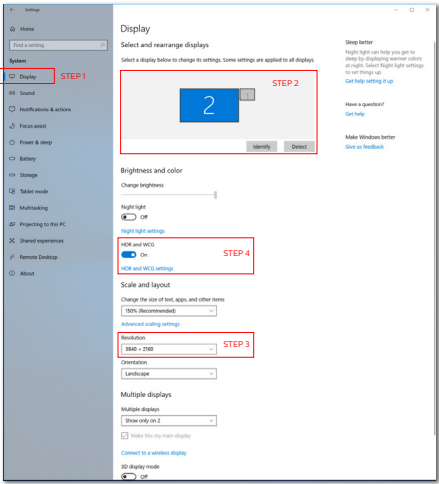 Settings
Home
Find a setting
System
Display
STEP 1
Sound
Notifications & actions
Focus assist
Power & sleep
Battery
Storage
Tablet mode
Multitasking
Projecting to this PC
Shared experiences
Remote Desktop
About
Display
Select and rearrange displays
Select a display below to change its settings. Some settings are applied to all displays.
STEP 2
2
1
Identify
Detect
Brightness and color
Change brightness
Night light
Off
Night light settings
HDR and WCG
On
STEP 4
HDR and WCG settings
Scale and layout
Change the size of text, apps, and other items
150% (Recommended)
Advanced scaling settings
Resolution
3840 × 2160
STEP 3
Orientation
Landscape
Multiple displays
Multiple displays
Show only on 2
Make this my main display
Connect to a wireless display
3D display mode
Off
Sleep better
Night light can help you get to
sleep by displaying warmer colors
at night. Select Night light settings
to set things up.
Get help setting it up
Have a question?
Get help
Make Windows better
Give us feedback